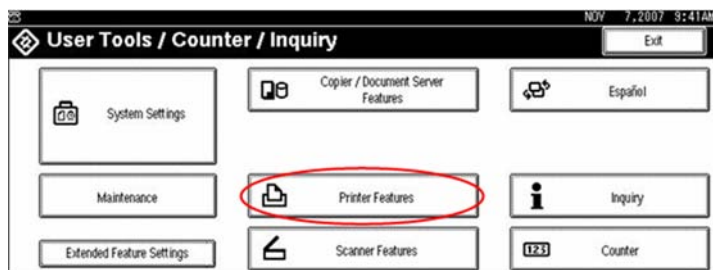 NOV 7,2007 9:41AM
User Tools / Counter / Inquiry
Exit
System Settings
Copier / Document Server
Features
Español
Maintenance
Printer Features
Inquiry
Extended Feature Settings
Scanner Features
123
Counter